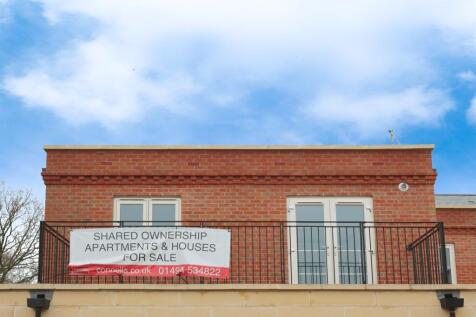 SHARED OWNERSHIP
APARTMENTS & HOUSES
FOR SALE
connells.co.uk 01494 534822